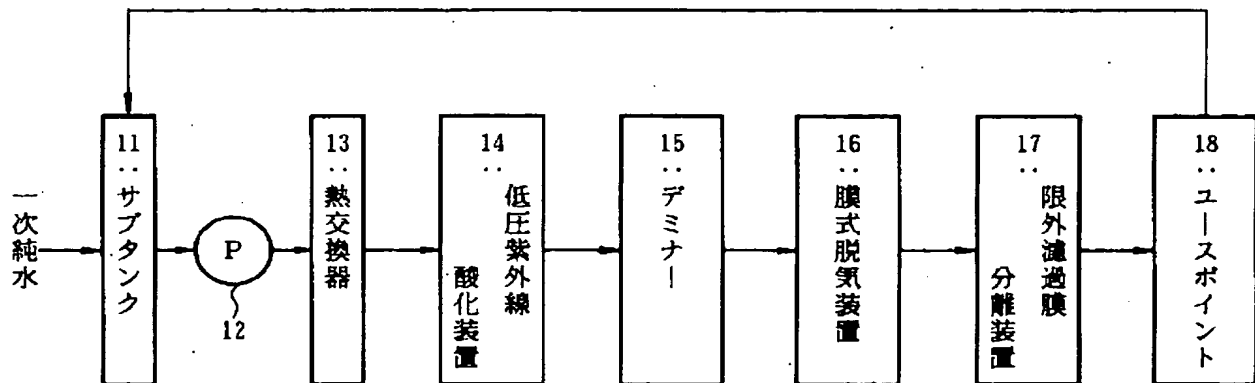 一次純水
11:サブタンク
P
12
13:熱交換器
14:低圧紫外線
酸化装置
15:デミナー
16:膜式脱気装置
17:限外濾過膜
分離装置
18:ユースポイント